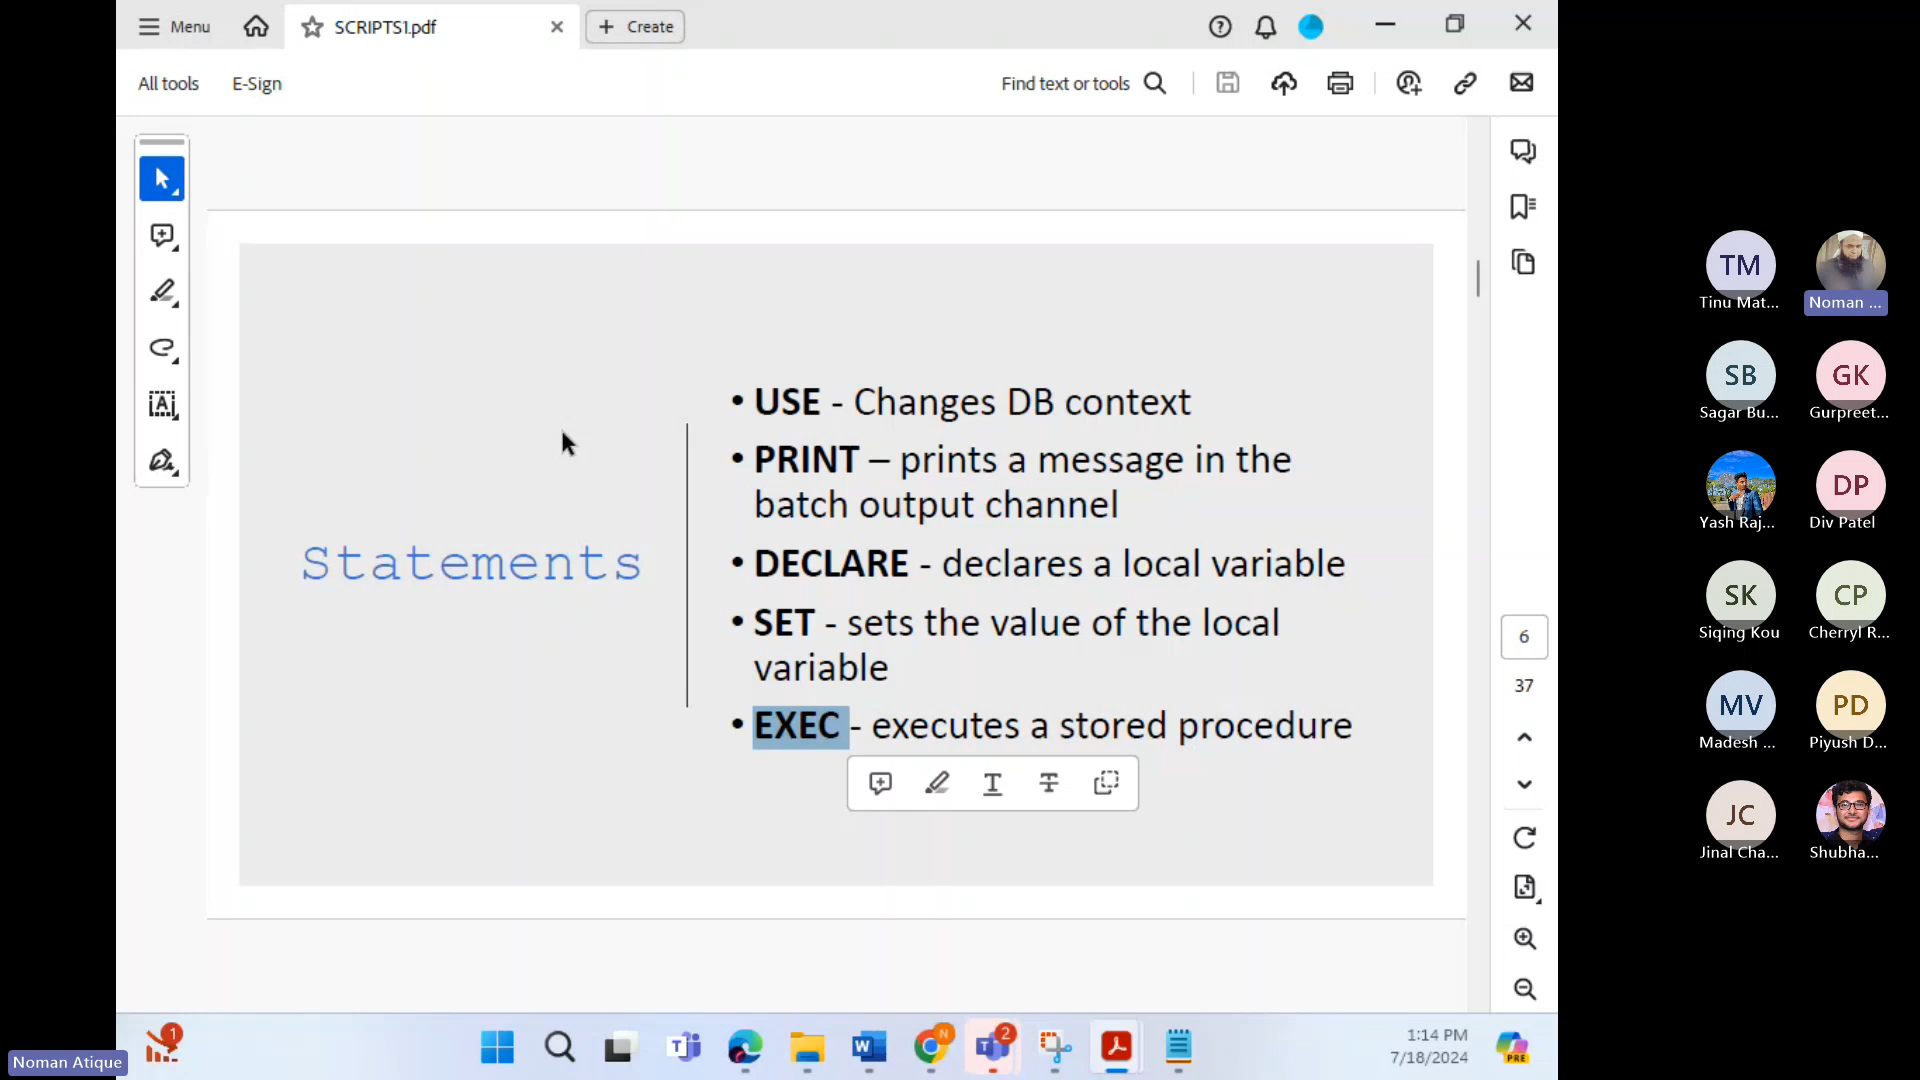 Menu
SCRIPTS1.pdf
Create
All tools
E-Sign
Find text or tools
Statements
• USE - Changes DB context
• PRINT – prints a message in the
batch output channel
• DECLARE - declares a local variable
• SET - sets the value of the local
variable
• EXEC - executes a stored procedure
6
37
TM
Tinu Mat...
Noman ...
SB
Sagar Bu...
GK
Gurpreet...
Yash Raj...
DP
Div Patel
SK
Siqing Kou
CP
Cherryl R...
MV
Madesh ...
PD
Piyush D...
JC
Jinal Cha...
Shubha...
1
N
2
1:14 PM
7/18/2024
PRE
Noman Atique